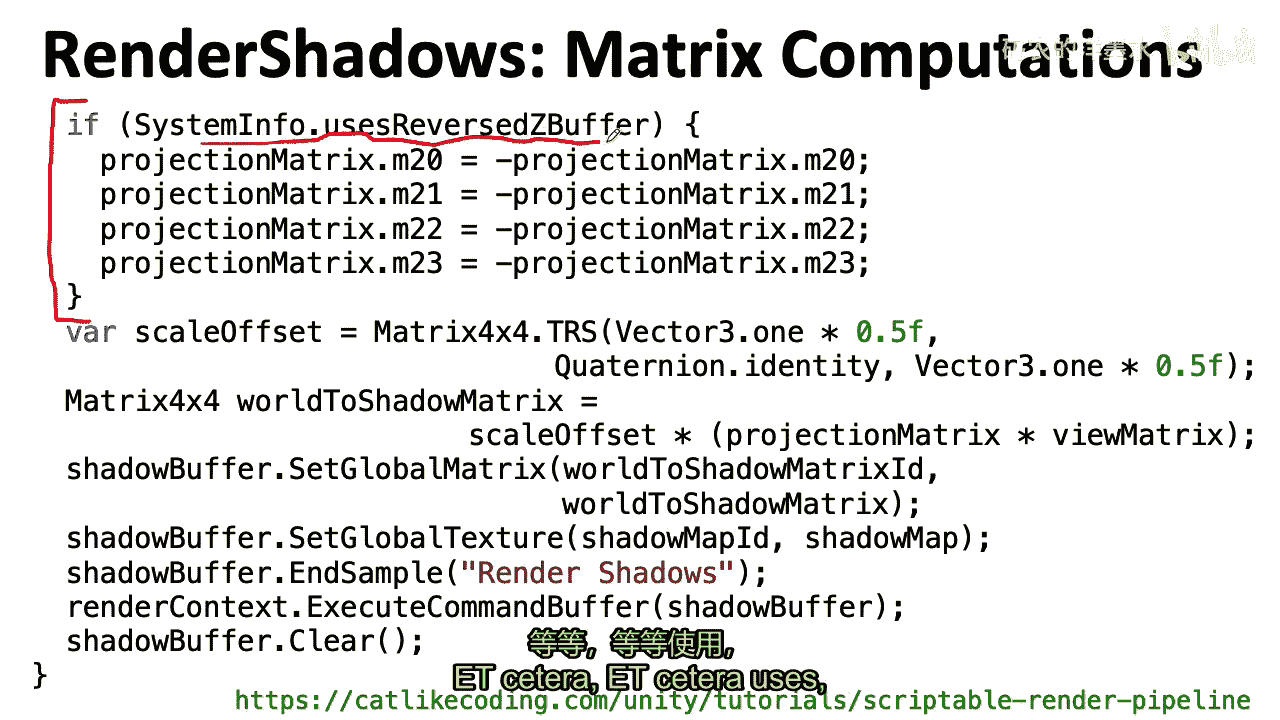 RenderShadows: Matrix Computations
if (SystemInfo.usesReversedZBuffer) {
projectionMatrix.m20 = -projectionMatrix.m20;
projectionMatrix.m21 = -projectionMatrix.m21;
projectionMatrix.m22 = -projectionMatrix.m22;
projectionMatrix.m23 = -projectionMatrix.m23;
}
var scaleOffset = Matrix4x4.TRS(Vector3.one * 0.5f,
Quaternion.identity, Vector3.one * 0.5f);
Matrix4x4 worldToShadowMatrix =
scaleOffset * (projectionMatrix * viewMatrix);
shadowBuffer.SetGlobalMatrix(worldToShadowMatrixId,
worldToShadowMatrix);
shadowBuffer.SetGlobalTexture(shadowMapId, shadowMap);
shadowBuffer.EndSample("Render Shadows");
renderContext.ExecuteCommandBuffer(shadowBuffer);
shadowBuffer.Clear();
等等，等等使用，
}
ET cetera, ET cetera uses,
https://catlikecoding.com/unity/tutorials/scriptable-render-pipeline